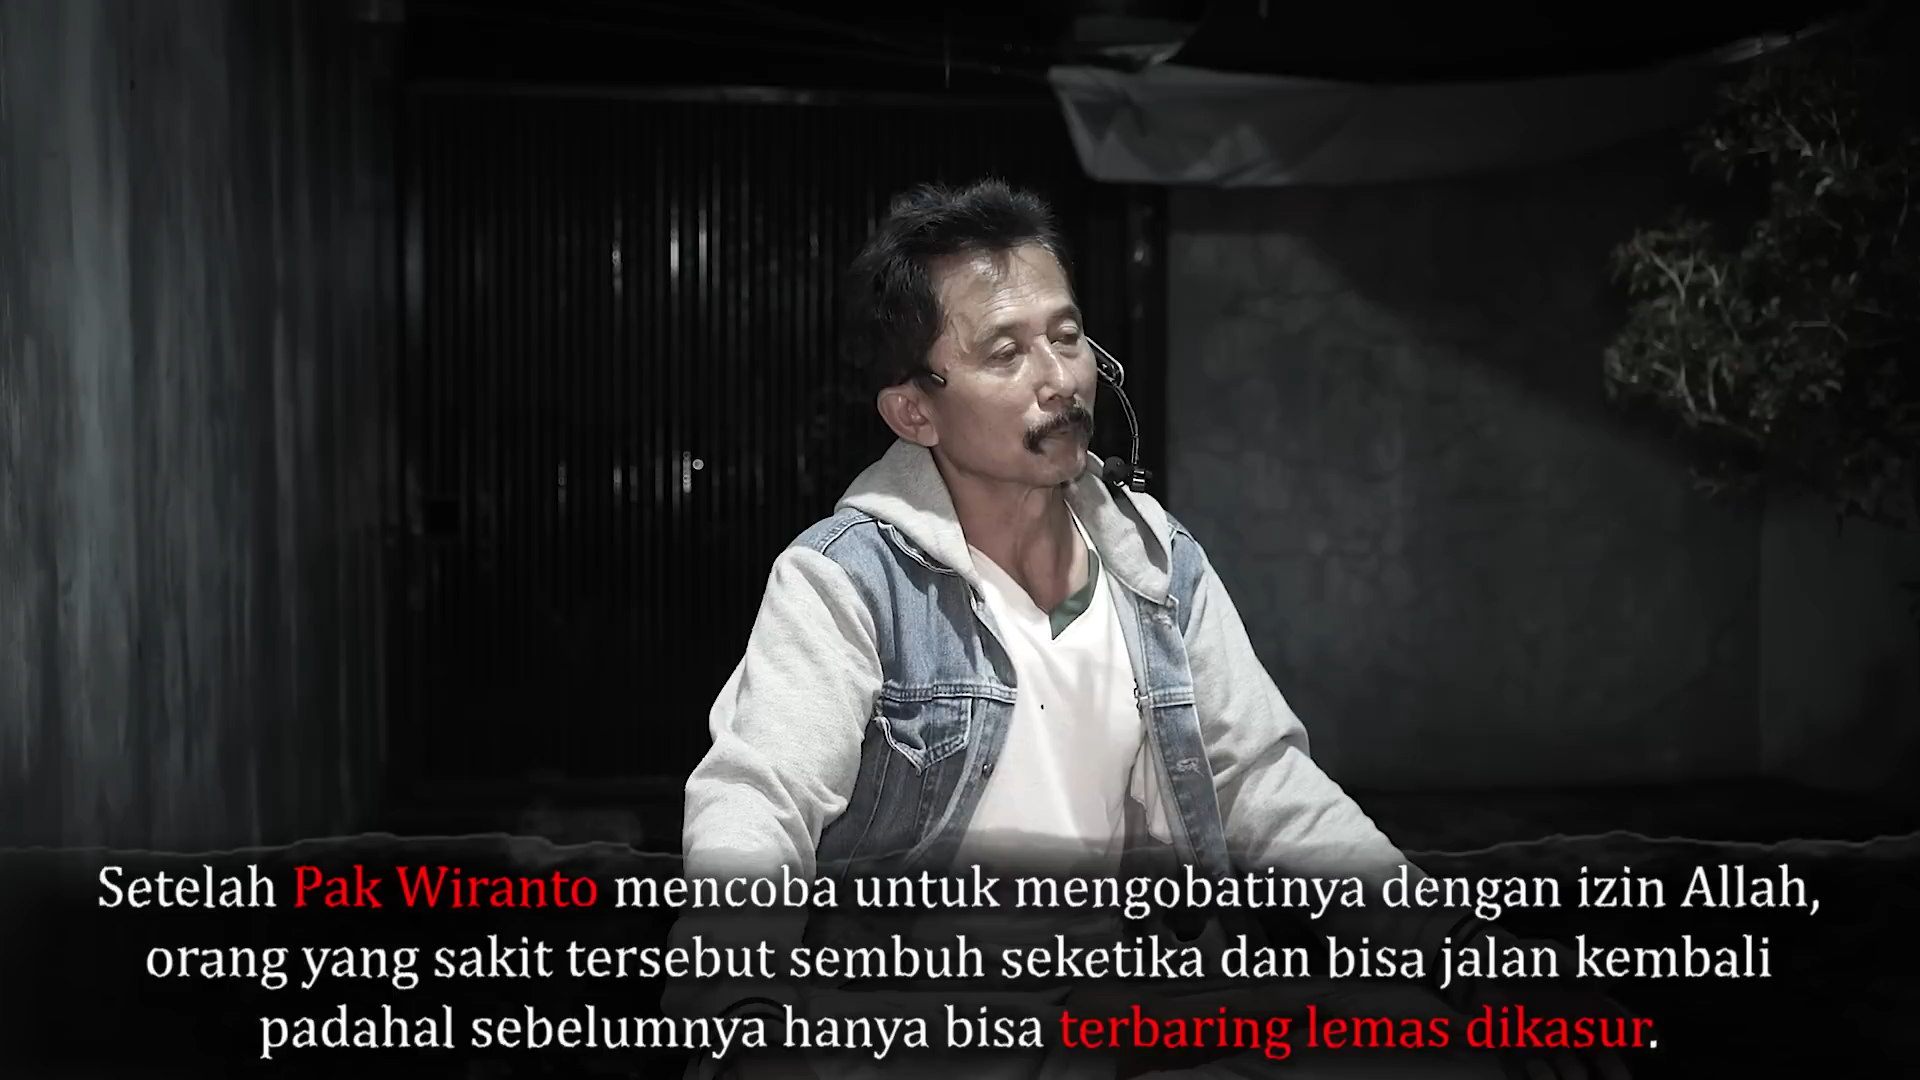 Setelah Pak Wiranto mencoba untuk mengobatinya dengan izin Allah,
orang yang sakit tersebut sembuh seketika dan bisa jalan kembali
padahal sebelumnya hanya bisa terbaring lemas dikasur.